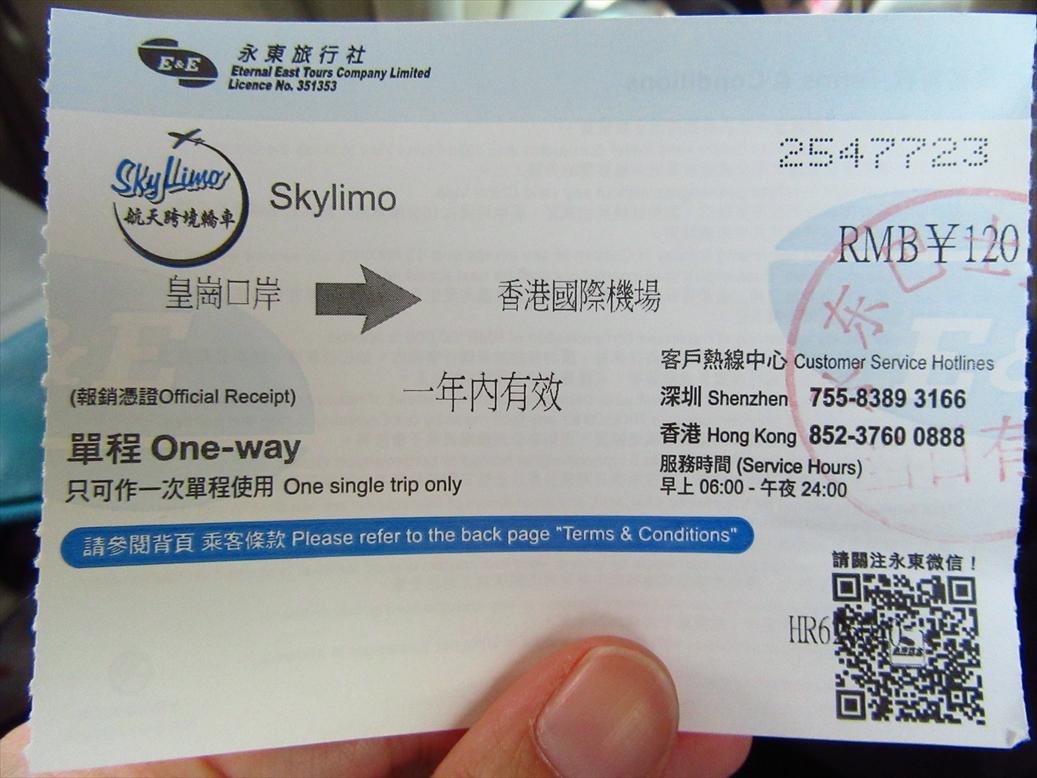 E&E
永東旅行社
Eternal East Tours Company Limited
Licence No. 351353
2547723
SkyLimo
航天跨境轎車
Skylimo
RMB¥120
皇崗口岸
香港國際機場
(報銷憑證Official Receipt)
一年內有效
單程 One-way
只可作一次單程使用 One single trip only
客戶熱線中心 Customer Service Hotlines
深圳 Shenzhen 755-8389 3166
香港 Hong Kong 852-3760 0888
服務時間 (Service Hours)
早上 06:00 - 午夜 24:00
請參閱背頁 乘客條款 Please refer to the back page "Terms & Conditions"
請關注永東微信！